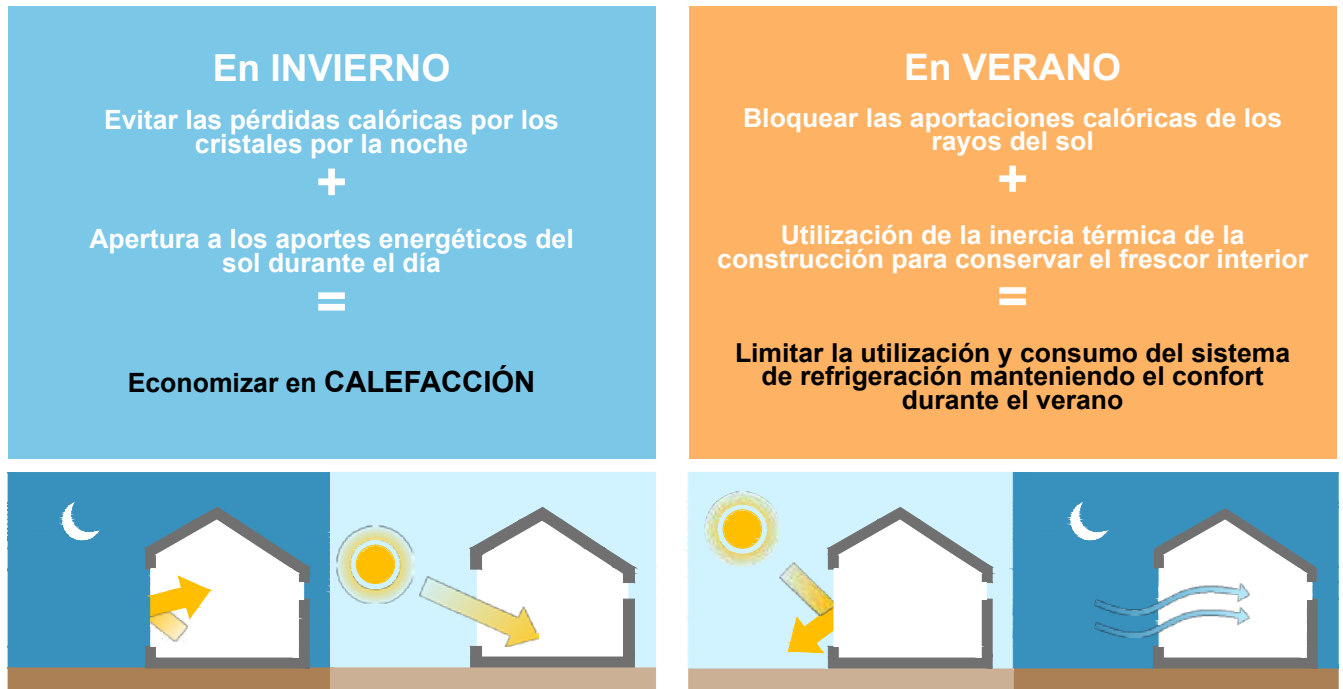 En INVIERNO
Evitar las pérdidas calóricas por los
cristales por la noche
+
Apertura a los aportes energéticos del
sol durante el día
=
Economizar en CALEFACCIÓN
En VERANO
Bloquear las aportaciones calóricas de los
rayos del sol
+
Utilización de la inercia térmica de la
construcción para conservar el frescor interior
=
Limitar la utilización y consumo del sistema
de refrigeración manteniendo el confort
durante el verano